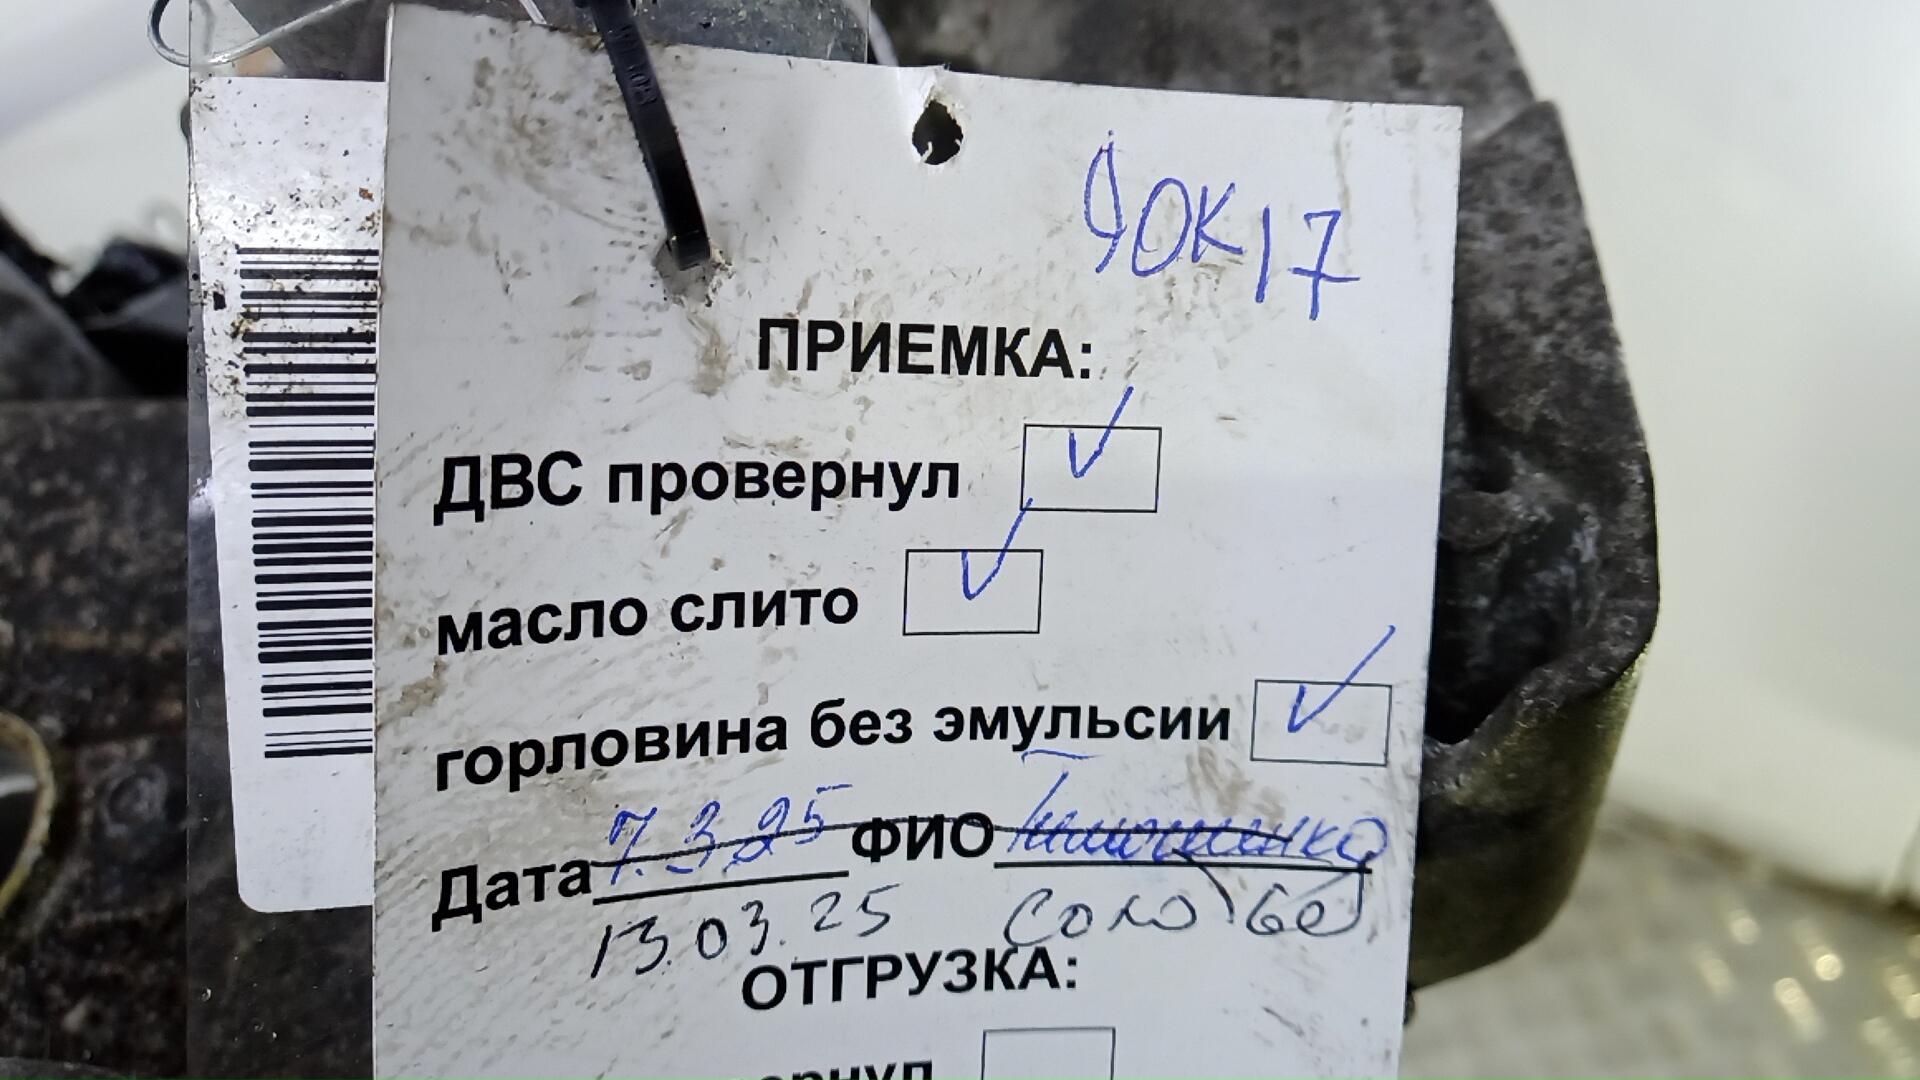 90K17
ПРИЕМКА:
ДВС провернул
масло слито
горловина без эмульсии
Дата 7.3.25 ФИО
13.03.25
ОТГРУЗКА: